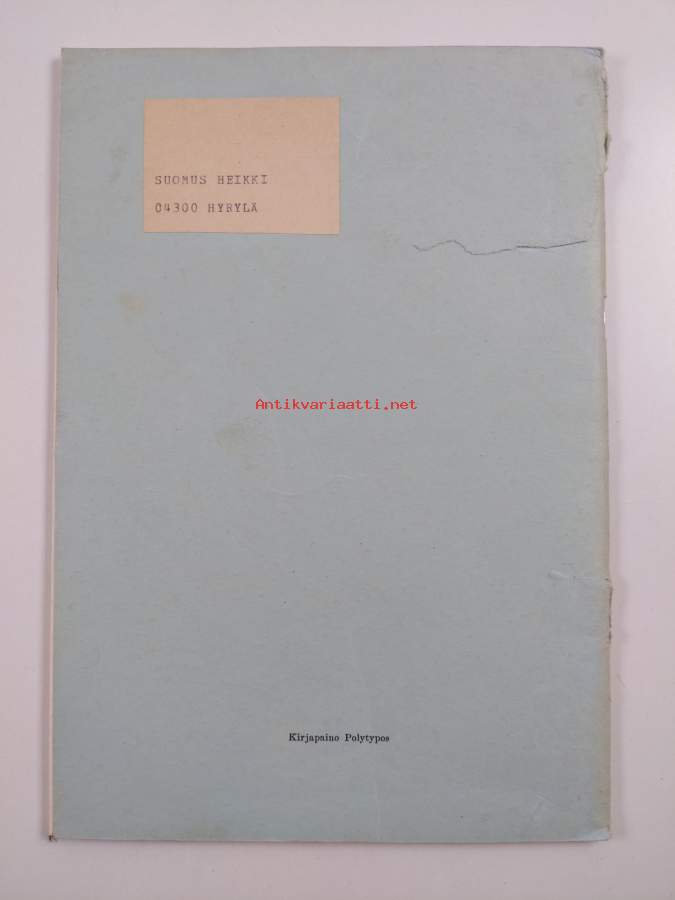 SUOMUS HEIKKI
04300 HYRYLÄ
Antikvariaatti.net
Kirjapaino Polytypos